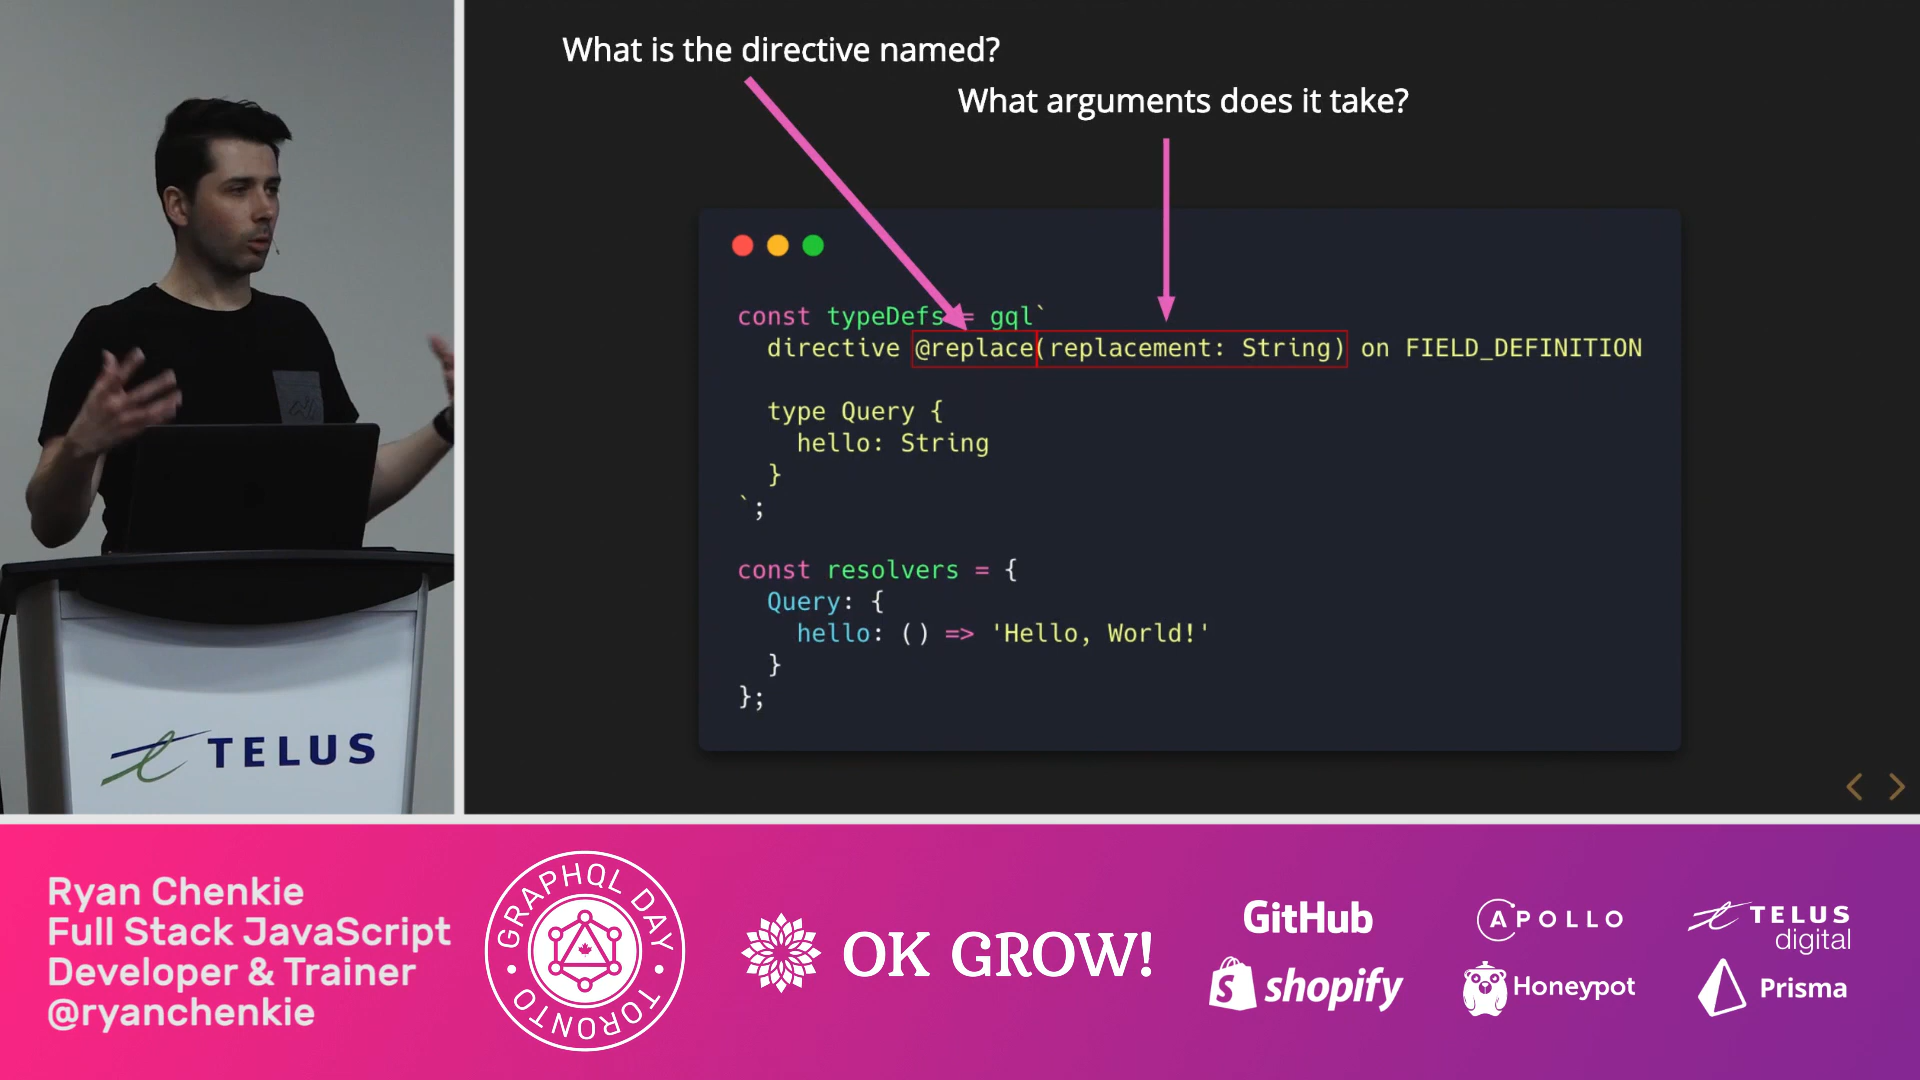 What is the directive named?
What arguments does it take?
const typeDefs = gql`
directive @replace(replacement: String) on FIELD_DEFINITION
type Query {
hello: String
}
`;
const resolvers = {
Query: {
hello: () => 'Hello, World!'
}
};
TELUS
Ryan Chenkie
Full Stack JavaScript
Developer & Trainer
@ryanchenkie
GRAPHQL DAY
TORONTO
OK GROW!
GitHub
APOLLO
TELUS
digital
shopify
Honeypot
Prisma